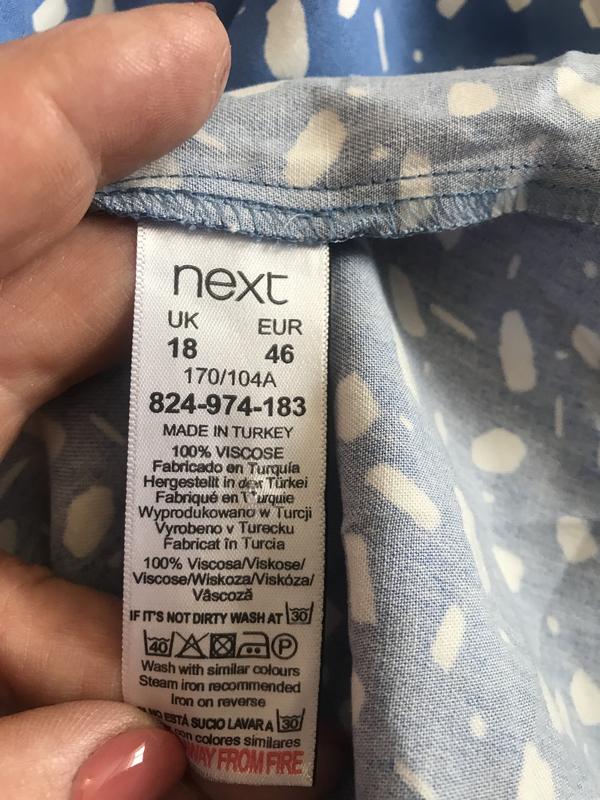 next
UK EUR
18 46
170/104A
824-974-183
MADE IN TURKEY
100% VISCOSE
Fabricado en Turquía
Hergestellt in der Türkei
Fabriqué en Turquie
Wyprodukowano w Turcji
Vyrobeno v Turecku
Fabricat în Turcia
100% Viscosa/Viskose/
Viscose/Wiskoza/Viskóza/
Vâscoză
IF IT'S NOT DIRTY WASH AT 30
40 P
Wash with similar colours
Steam iron recommended
Iron on reverse
NO ESTÁ SUCIO LAVAR A 30
con colores similares
AWAY FROM FIRE